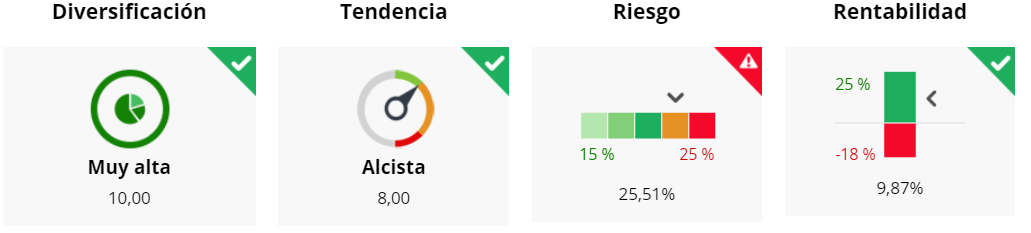 Diversificación
Muy alta
10,00
Tendencia
Alcista
8,00
Riesgo
15 %
25 %
25,51%
Rentabilidad
25 %
-18 %
9,87%